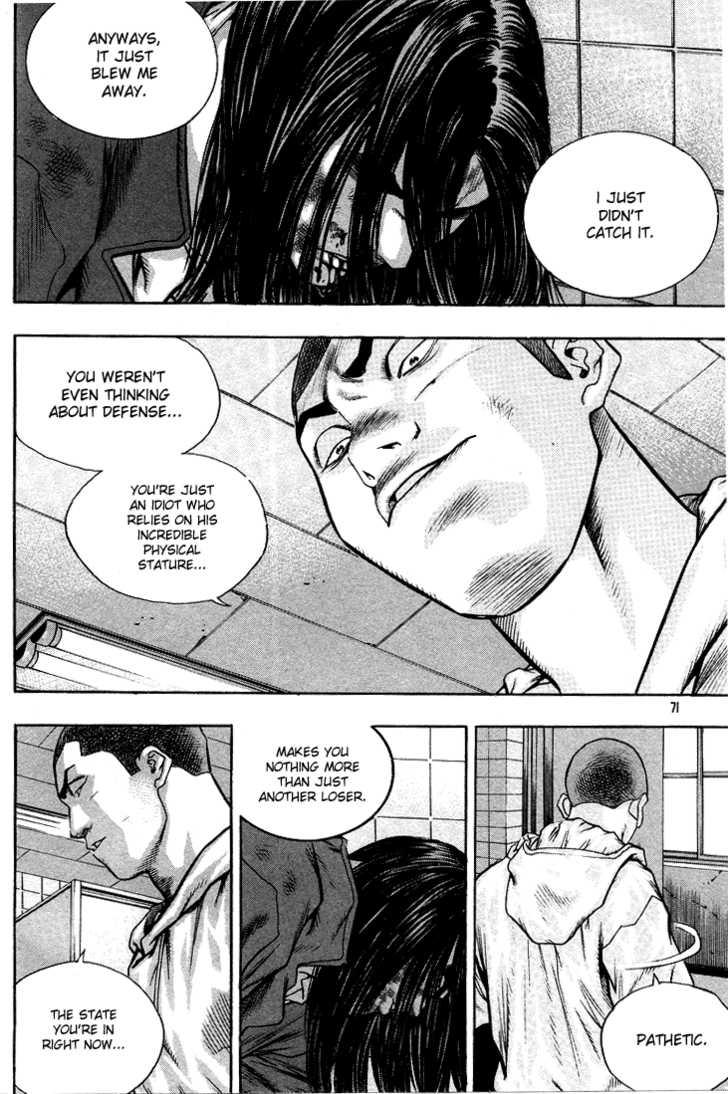 ANYWAYS,
IT JUST
BLEW ME
AWAY.
I JUST
DIDN'T
CATCH IT.
YOU WEREN'T
EVEN THINKING
ABOUT DEFENSE...
YOU'RE JUST
AN IDIOT WHO
RELIES ON HIS
INCREDIBLE
PHYSICAL
STATURE...
71
THE STATE
YOU'RE IN
RIGHT NOW...
MAKES YOU
NOTHING MORE
THAN JUST
ANOTHER LOSER.
PATHETIC.